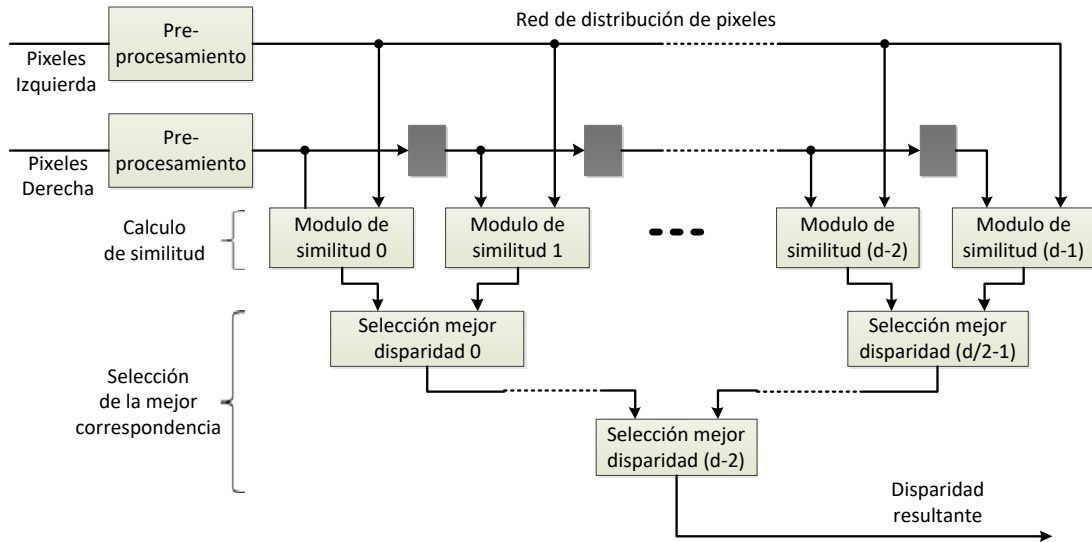 Red de distribución de pixeles
Pre-
procesamiento
Pixeles
Izquierda
Pre-
procesamiento
Pixeles
Derecha
Calculo
de similitud
Modulo de
similitud 0
Modulo de
similitud 1
Modulo de
similitud (d-2)
Modulo de
similitud (d-1)
Selección mejor
disparidad 0
Selección mejor
disparidad (d/2-1)
Selección
de la mejor
correspondencia
Selección mejor
disparidad (d-2)
Disparidad
resultante